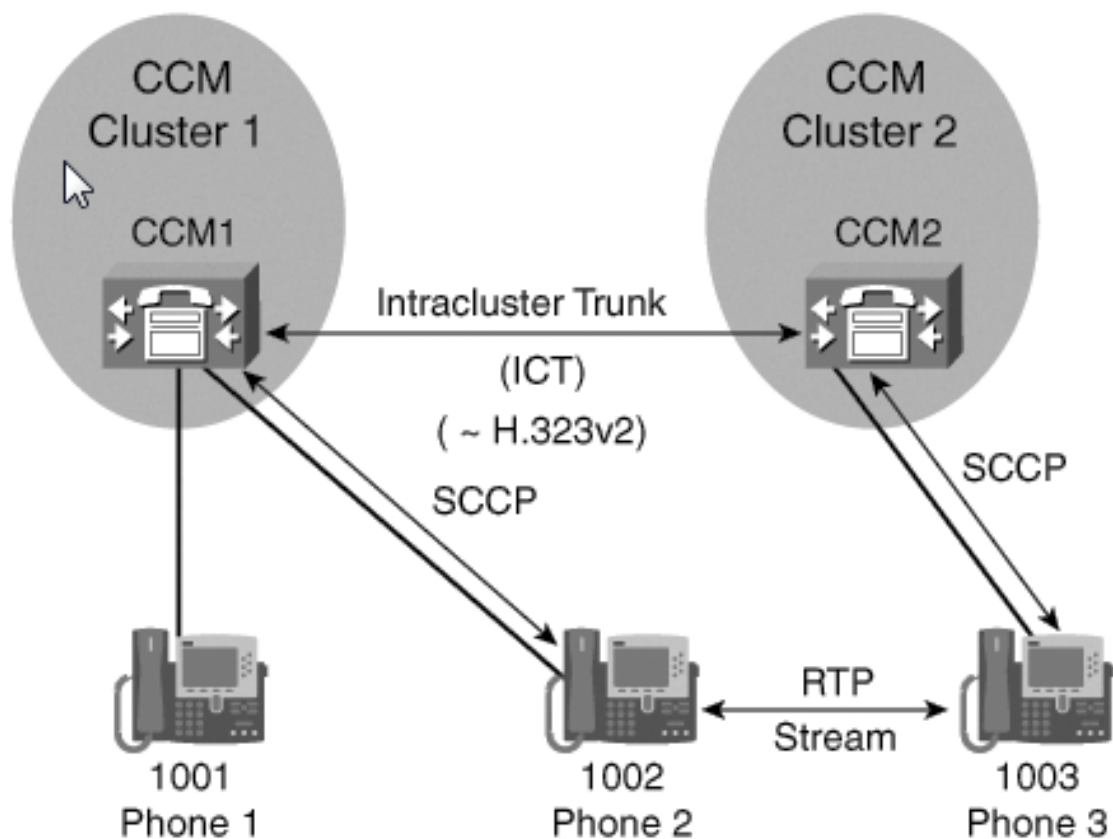 CCM
Cluster 1
CCM
Cluster 2
CCM1
CCM2
Intracluster Trunk
(ICT)
( ~ H.323v2)
SCCP
SCCP
RTP
Stream
1001
Phone 1
1002
Phone 2
1003
Phone 3